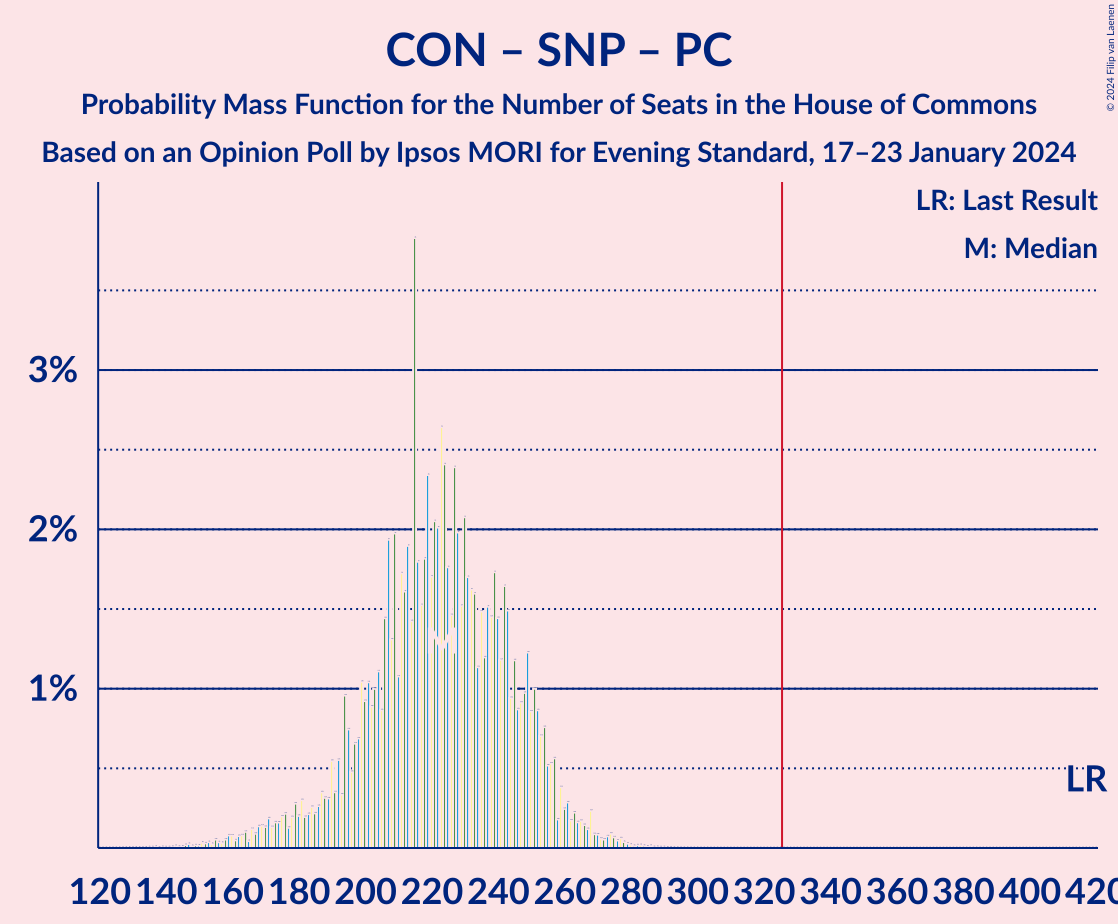 CON – SNP – PC
Probability Mass Function for the Number of Seats in the House of Commons
Based on an Opinion Poll by Ipsos MORI for Evening Standard, 17–23 January 2024
© 2024 Filip van Laenen
LR: Last Result
M: Median
3%
2%
1%
LR
120 140 160 180 200 220 240 260 280 300 320 340 360 380 400 420